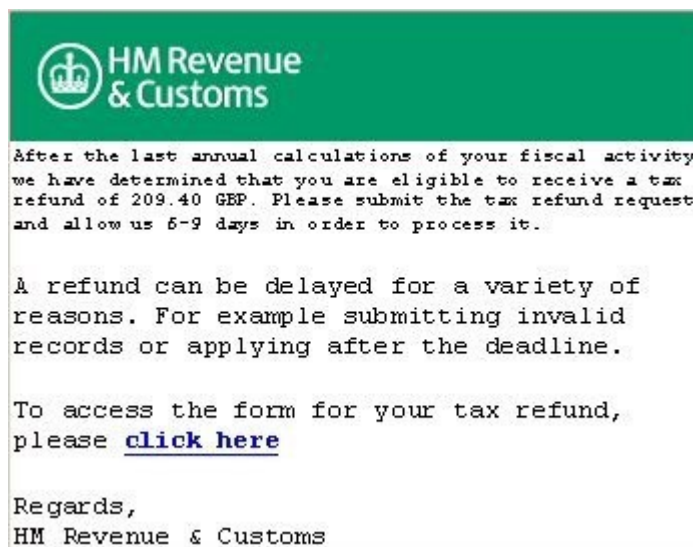 HM Revenue
& Customs
After the last annual calculations of your fiscal activity
we have determined that you are eligible to receive a tax
refund of 209.40 GBP. Please submit the tax refund request
and allow us 6-9 days in order to process it.
A refund can be delayed for a variety of
reasons. For example submitting invalid
records or applying after the deadline.
To access the form for your tax refund,
please click here
Regards,
HM Revenue & Customs